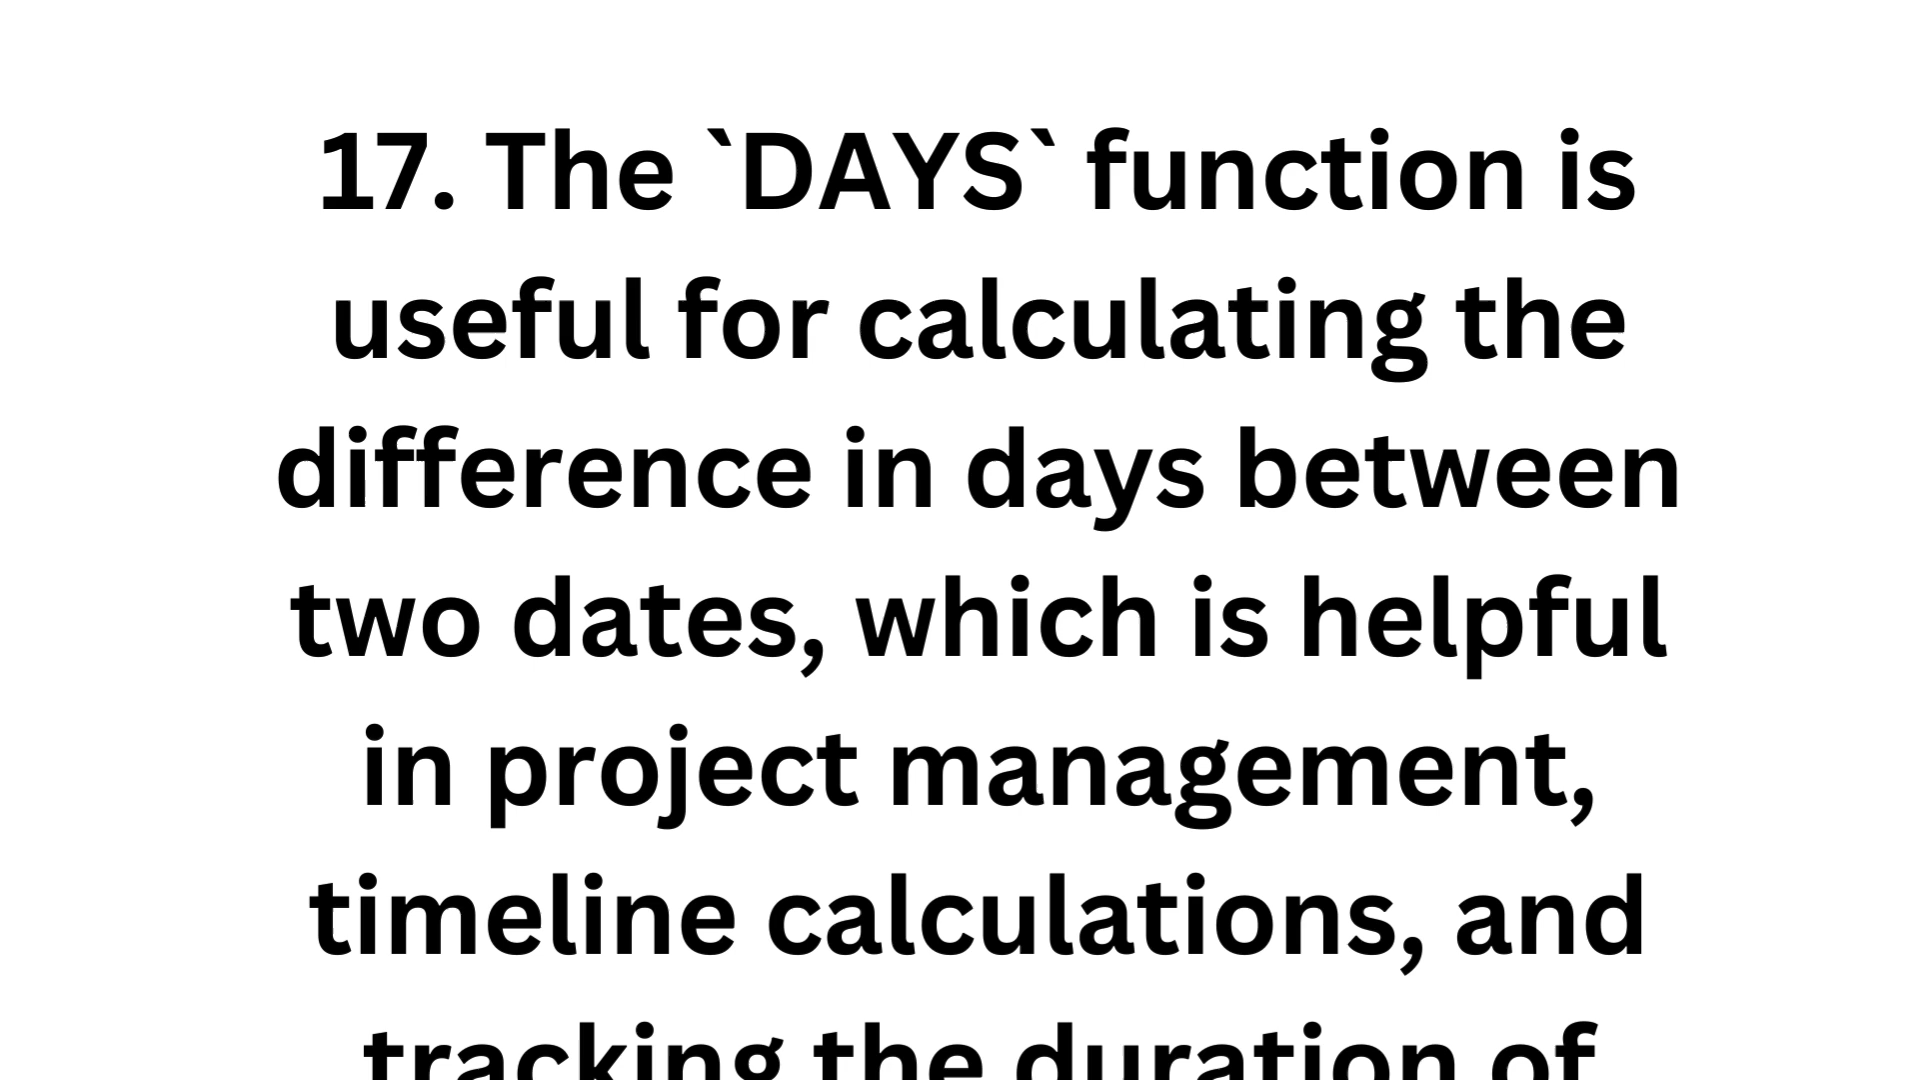 17. The `DAYS` function is
useful for calculating the
difference in days between
two dates, which is helpful
in project management,
timeline calculations, and
tracking the duration of